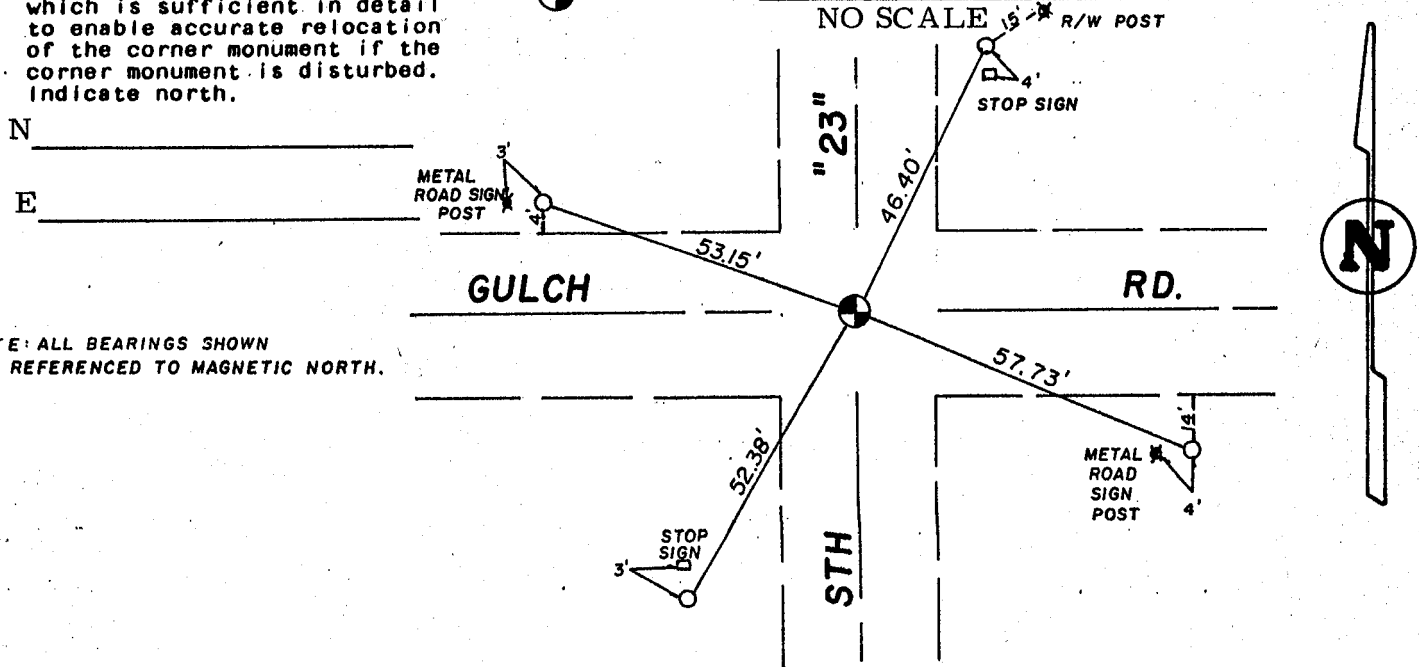 which is sufficient in detail
to enable accurate relocation
of the corner monument if the
corner monument is disturbed.
Indicate north.
N
E
NO SCALE
15'
R/W POST
4'
STOP SIGN
"23"
46.40'
3'
METAL
ROAD SIGN
POST
4'
53.15'
GULCH
RD.
N
E: ALL BEARINGS SHOWN
REFERENCED TO MAGNETIC NORTH.
57.73'
4'
METAL
ROAD
SIGN
POST
4'
52.38'
STOP
SIGN
3'
STH